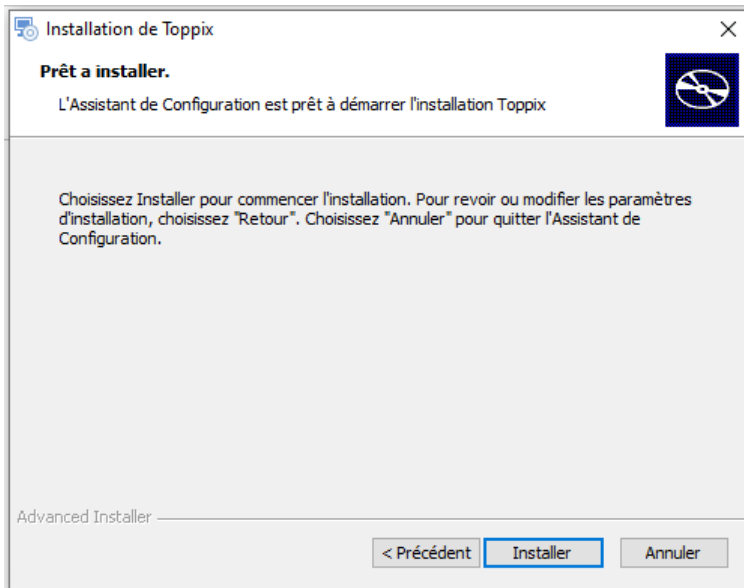 Installation de Toppix
Prêt a installer.
L'Assistant de Configuration est prêt à démarrer l'installation Toppix
Choisissez Installer pour commencer l'installation. Pour revoir ou modifier les paramètres
d'installation, choisissez "Retour". Choisissez "Annuler" pour quitter l'Assistant de
Configuration.
Advanced Installer
< Précédent Installer Annuler